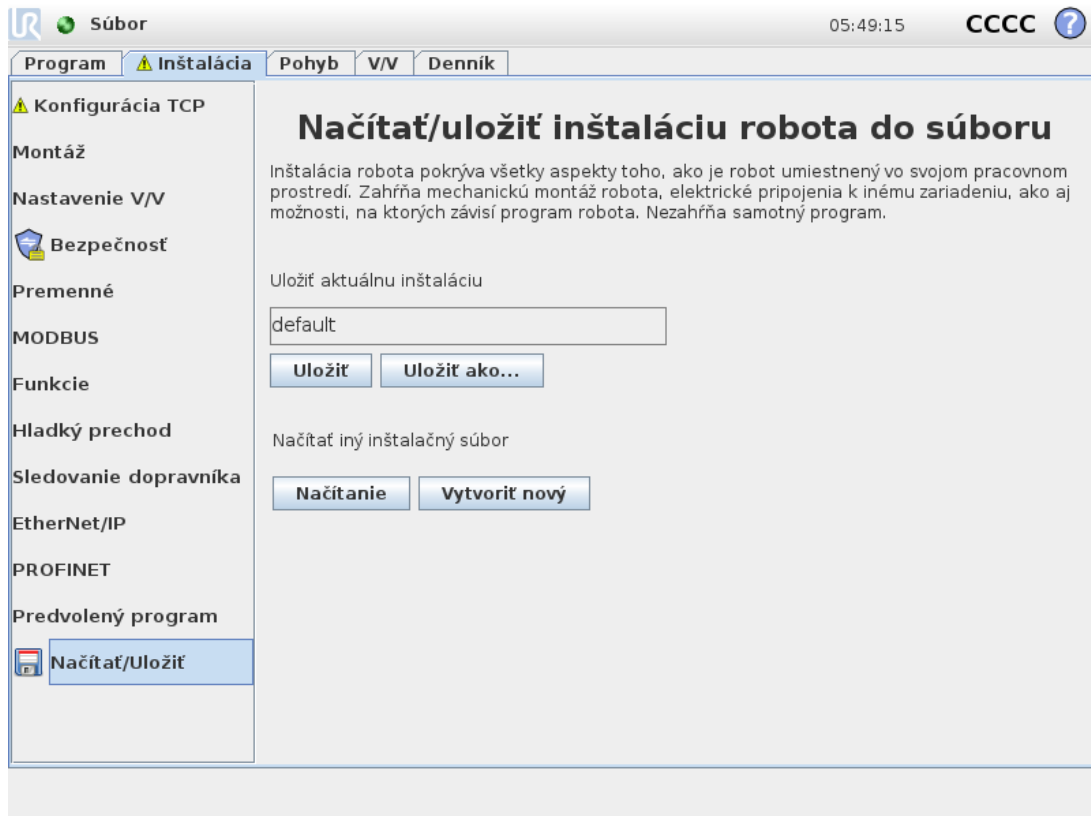 UR Súbor 05:49:15 CCCC ?
Program Inštalácia Pohyb V/V Denník
Konfigurácia TCP
Montáž
Nastavenie V/V
Bezpečnosť
Premenné
MODBUS
Funkcie
Hladký prechod
Sledovanie dopravníka
EtherNet/IP
PROFINET
Predvolený program
Načítať/Uložiť
Načítať/uložiť inštaláciu robota do súboru
Inštalácia robota pokrýva všetky aspekty toho, ako je robot umiestnený vo svojom pracovnom
prostredí. Zahŕňa mechanickú montáž robota, elektrické pripojenia k inému zariadeniu, ako aj
možnosti, na ktorých závisí program robota. Nezahŕňa samotný program.
Uložiť aktuálnu inštaláciu
default
Uložiť Uložiť ako...
Načítať iný inštalačný súbor
Načítanie Vytvoriť nový